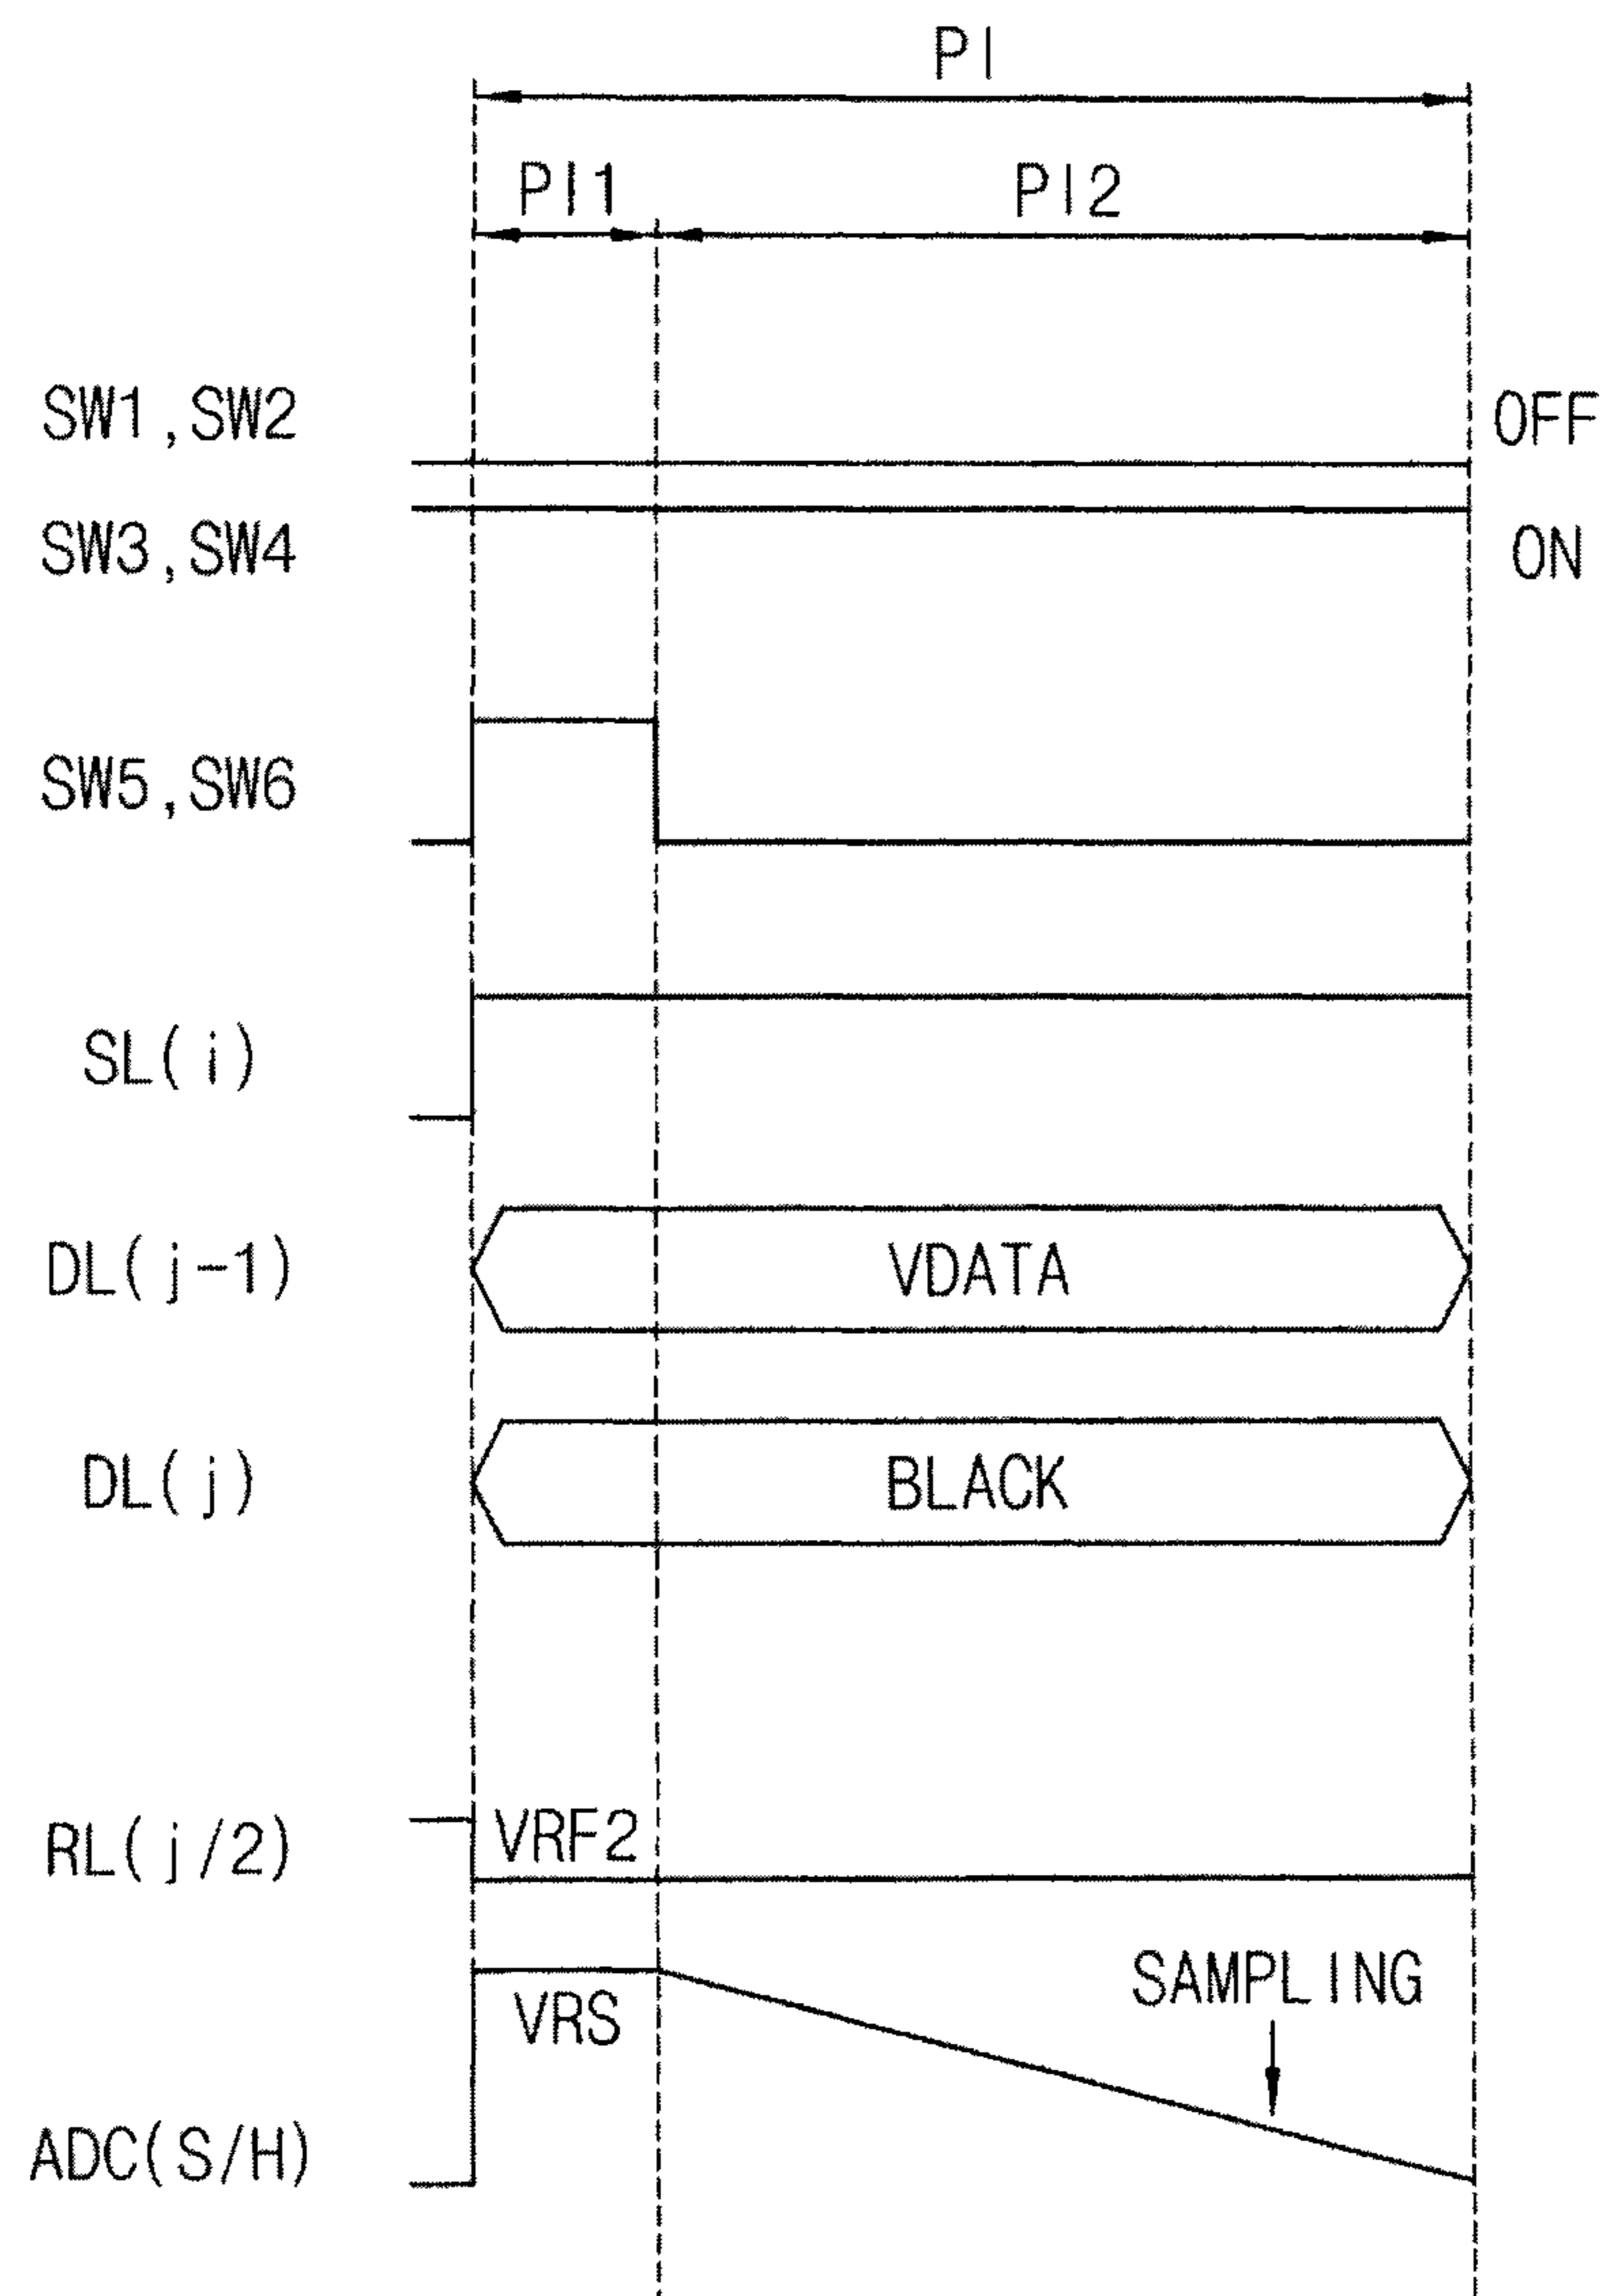 PI
PI1 PI2
SW1,SW2 OFF
SW3,SW4 ON
SW5,SW6
SL(i)
DL(j-1) VDATA
DL(j) BLACK
RL(j/2) VRF2
SAMPLING
VRS
ADC(S/H)